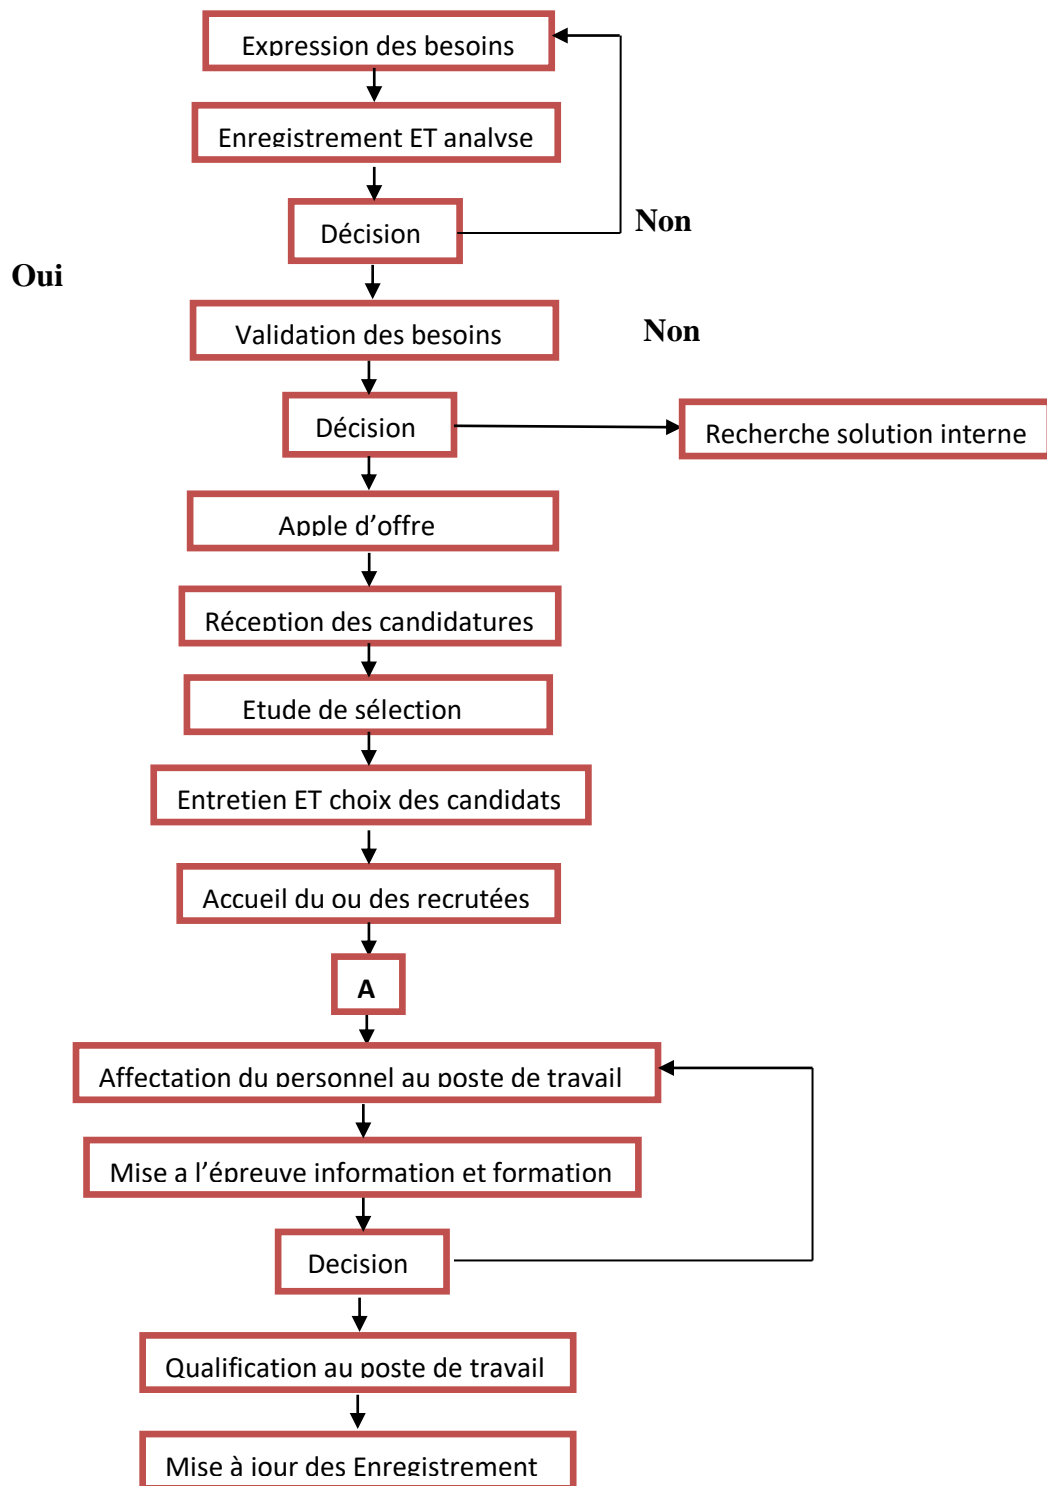 Expression des besoins
Enregistrement ET analyse
Décision
Non
Oui
Validation des besoins
Non
Décision
Recherche solution interne
Apple d’offre
Réception des candidatures
Etude de sélection
Entretien ET choix des candidats
Accueil du ou des recrutées
A
Affectation du personnel au poste de travail
Mise a l’épreuve information et formation
Decision
Qualification au poste de travail
Mise à jour des Enregistrement